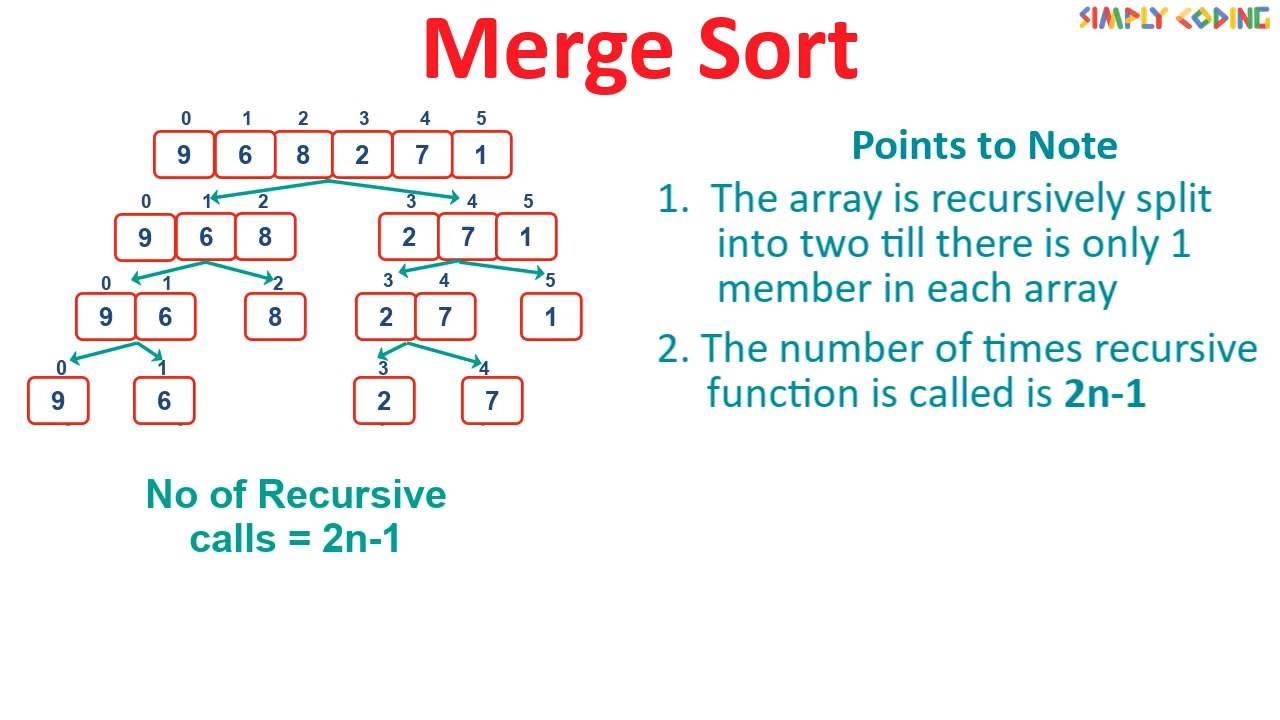 SIMPLY CODING
Merge Sort
0 1 2 3 4 5
9 6 8 2 7 1
0 1 2 3 4 5
9 6 8 2 7 1
0 1 2 3 4 5
9 6 8 2 7 1
0 1 3 4
9 6 2 7
No of Recursive
calls = 2n-1
Points to Note
1. The array is recursively split
into two till there is only 1
member in each array
2. The number of times recursive
function is called is 2n-1